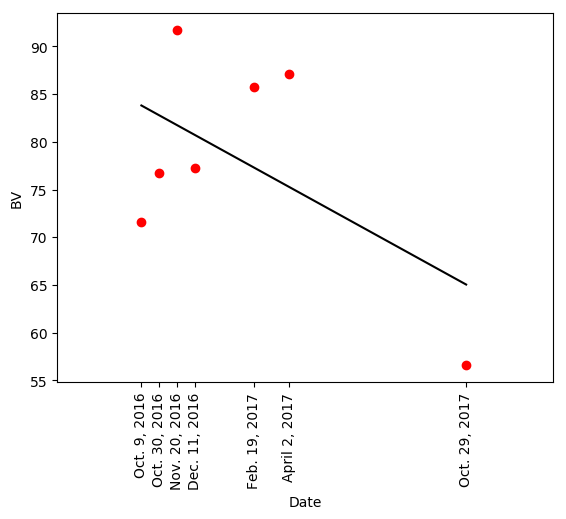 90
85
80
75
70
65
60
55
BV
Oct. 9, 2016
Oct. 30, 2016
Nov. 20, 2016
Dec. 11, 2016
Feb. 19, 2017
April 2, 2017
Oct. 29, 2017
Date